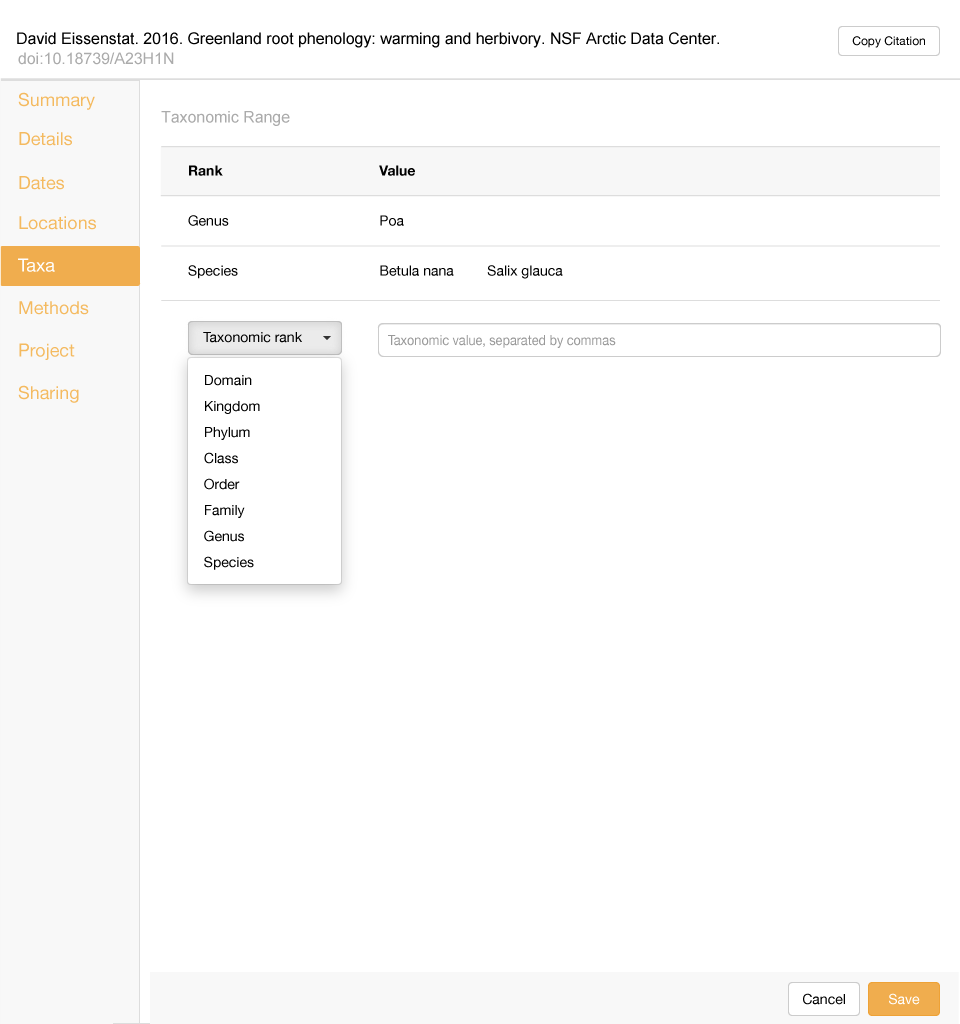 David Eissenstat. 2016. Greenland root phenology: warming and herbivory. NSF Arctic Data Center.
doi:10.18739/A23H1N
Copy Citation
Summary
Details
Dates
Locations
Taxa
Methods
Project
Sharing
Taxonomic Range
Rank Value
Genus Poa
Species Betula nana Salix glauca
Taxonomic rank Taxonomic value, separated by commas
Domain
Kingdom
Phylum
Class
Order
Family
Genus
Species
Cancel Save